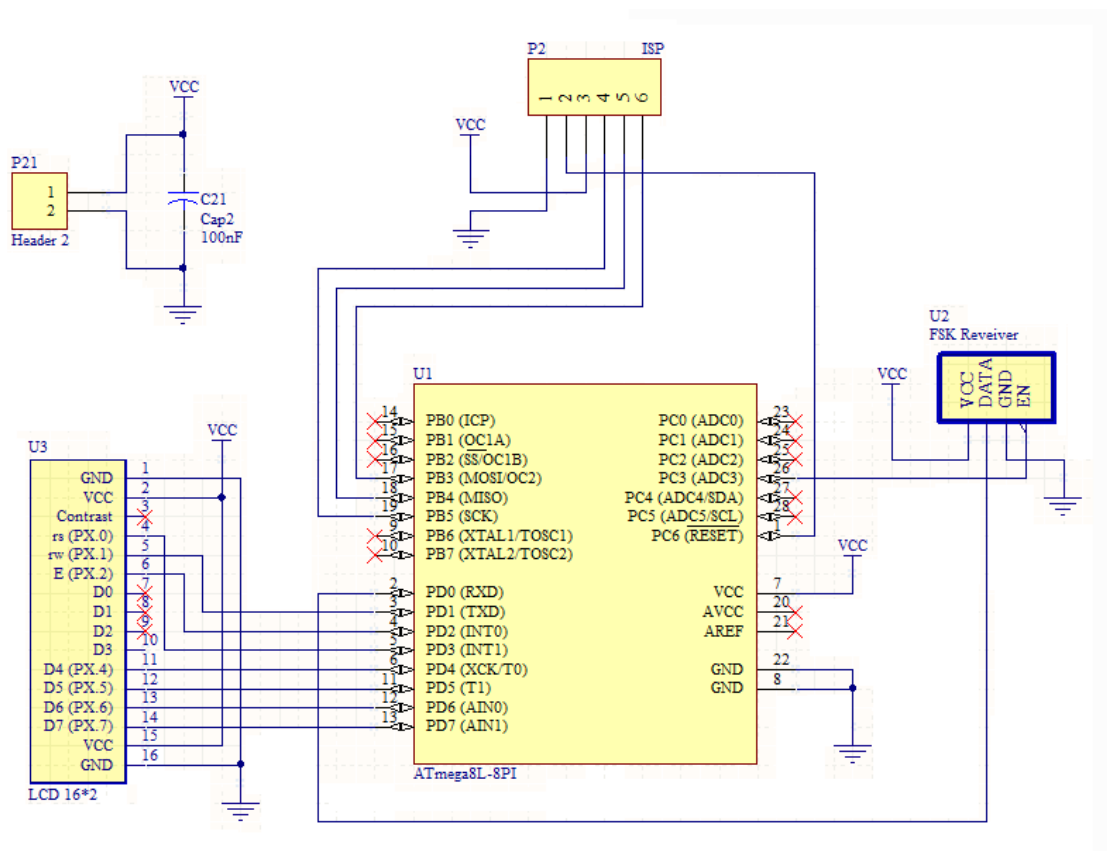 P2 ISP
1 2 3 4 5 6
VCC
VCC
P21
1
2
Header 2
C21
Cap2
100nF
U2
FSK Reveiver
VCC
DATA
GND
EN
VCC
U1
14 PB0 (ICP)
15 PB1 (OC1A)
16 PB2 (SS/OC1B)
17 PB3 (MOSI/OC2)
18 PB4 (MISO)
19 PB5 (SCK)
9 PB6 (XTAL1/TOSC1)
10 PB7 (XTAL2/TOSC2)
2 PD0 (RXD)
3 PD1 (TXD)
4 PD2 (INT0)
5 PD3 (INT1)
6 PD4 (XCK/T0)
11 PD5 (T1)
12 PD6 (AIN0)
13 PD7 (AIN1)
PC0 (ADC0) 23
PC1 (ADC1) 24
PC2 (ADC2) 25
PC3 (ADC3) 26
PC4 (ADC4/SDA) 27
PC5 (ADC5/SCL) 28
PC6 (RESET) 1
VCC 7
AVCC 20
AREF 21
GND 22
GND 8
ATmega8L-8PI
VCC
VCC
U3
GND 1
VCC 2
Contrast 3
rs (PX.0) 4
rw (PX.1) 5
E (PX.2) 6
D0 7
D1 8
D2 9
D3 10
D4 (PX.4) 11
D5 (PX.5) 12
D6 (PX.6) 13
D7 (PX.7) 14
VCC 15
GND 16
LCD 16*2